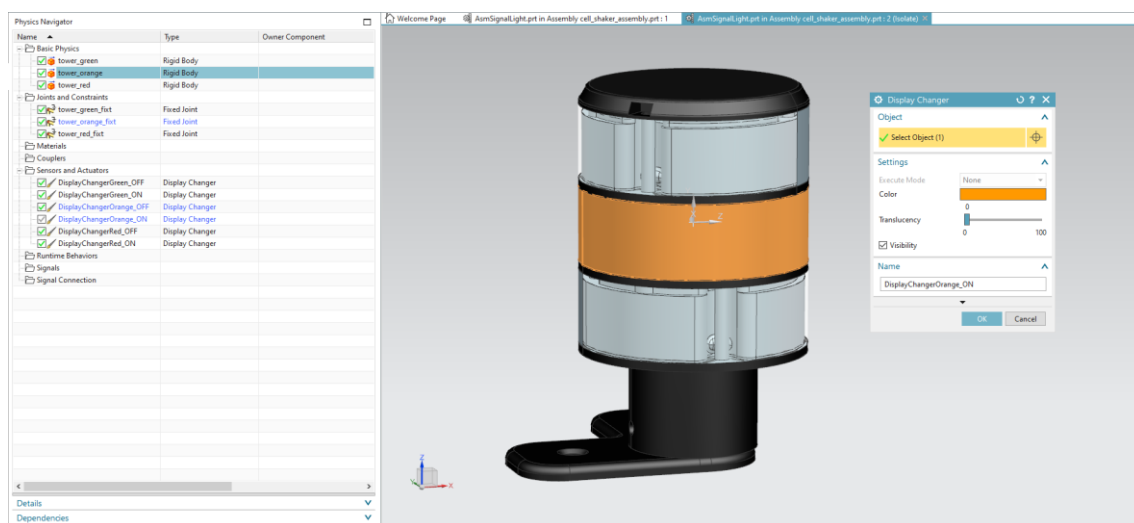 Physics Navigator
Name Type Owner Component
Basic Physics
tower_green Rigid Body
tower_orange Rigid Body
tower_red Rigid Body
Joints and Constraints
tower_green_fixt Fixed Joint
tower_orange_fixt Fixed Joint
tower_red_fixt Fixed Joint
Materials
Couplers
Sensors and Actuators
DisplayChangerGreen_OFF Display Changer
DisplayChangerGreen_ON Display Changer
DisplayChangerOrange_OFF Display Changer
DisplayChangerOrange_ON Display Changer
DisplayChangerRed_OFF Display Changer
DisplayChangerRed_ON Display Changer
Runtime Behaviors
Signals
Signal Connection
Details
Dependencies
Welcome Page AsmSignalLight.prt in Assembly cell_shaker_assembly.prt : 1 AsmSignalLight.prt in Assembly cell_shaker_assembly.prt : 2 (Isolate)
X Z
Z
Y X
Display Changer
Object
Select Object (1)
Settings
Execute Mode None
Color
0
Translucency
0 100
Visibility
Name
DisplayChangerOrange_ON
OK Cancel